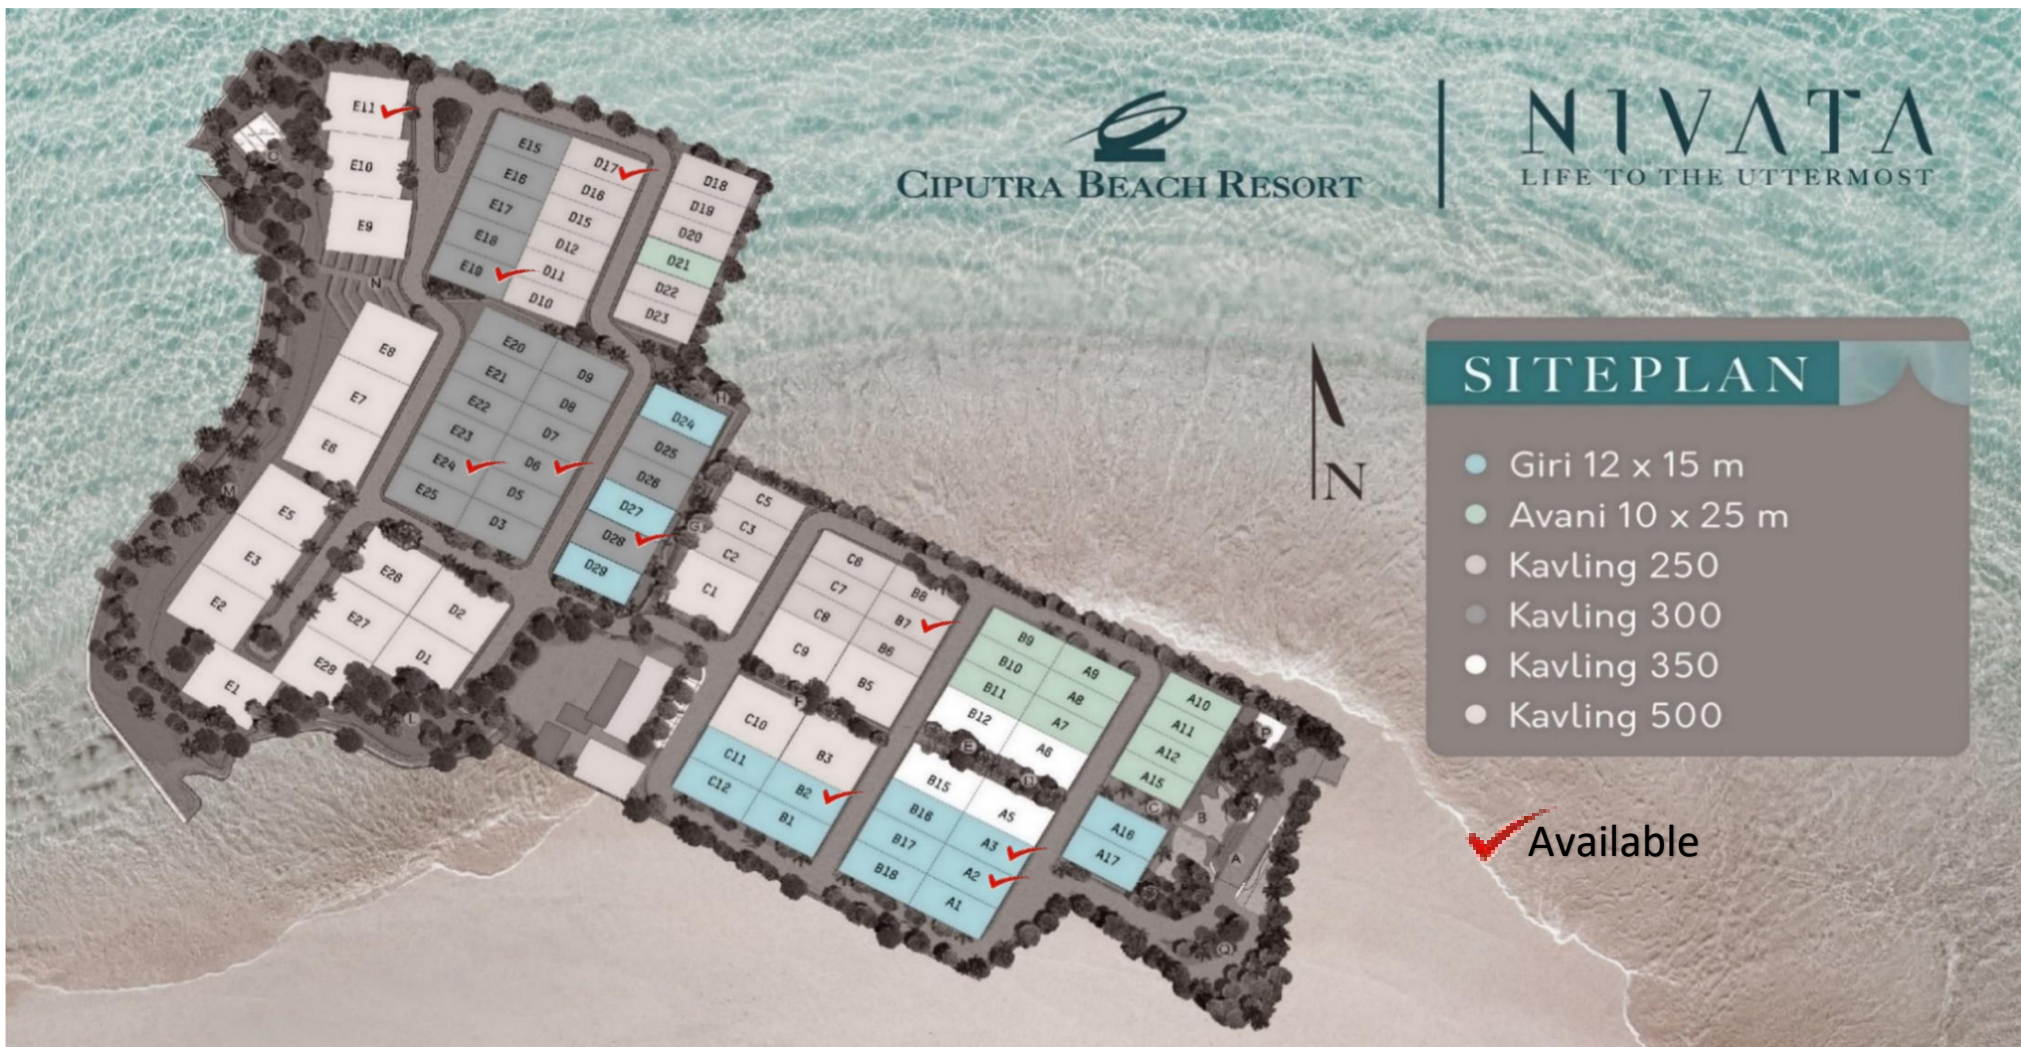 CIPUTRA BEACH RESORT
NIVATA
LIFE TO THE UTTERMOST
SITEPLAN
Giri 12 x 15 m
Avani 10 x 25 m
Kavling 250
Kavling 300
Kavling 350
Kavling 500
Available
N
E11
E10
E9
O
N
E15
E16
E17
E18
E19
D17
D16
D15
D12
D11
D10
D18
D19
D20
D21
D22
D23
E8
E7
E6
E20
E21
E22
E23
E24
E25
D9
D8
D7
D6
D5
D3
H
D24
D25
D26
D27
D28
D29
G
M
E5
E3
E2
E1
E26
E27
E28
D2
D1
L
C5
C3
C2
C1
C6
C7
C8
C9
B8
B7
B6
B5
F
C10
C11
C12
B3
B2
B1
B9
B10
B11
B12
A9
A8
A7
A6
E
D
B15
B16
B17
B18
A5
A3
A2
A1
A10
A11
A12
A15
C
A16
A17
P
B
A
Q